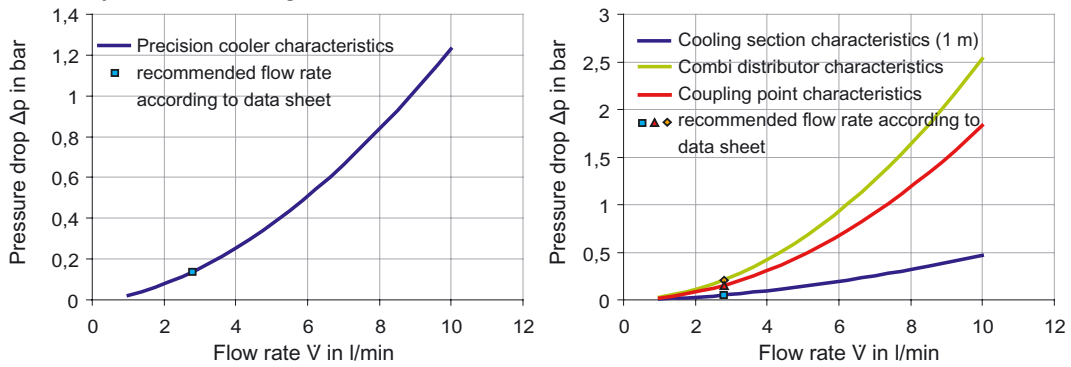 1,4
1,2
1
0,8
0,6
0,4
0,2
0
0 2 4 6 8 10 12
Pressure drop Δp in bar
Flow rate V̇ in l/min
Precision cooler characteristics
recommended flow rate
according to data sheet
3
2,5
2
1,5
1
0,5
0
0 2 4 6 8 10 12
Pressure drop Δp in bar
Flow rate V̇ in l/min
Cooling section characteristics (1 m)
Combi distributor characteristics
Coupling point characteristics
recommended flow rate according to
data sheet